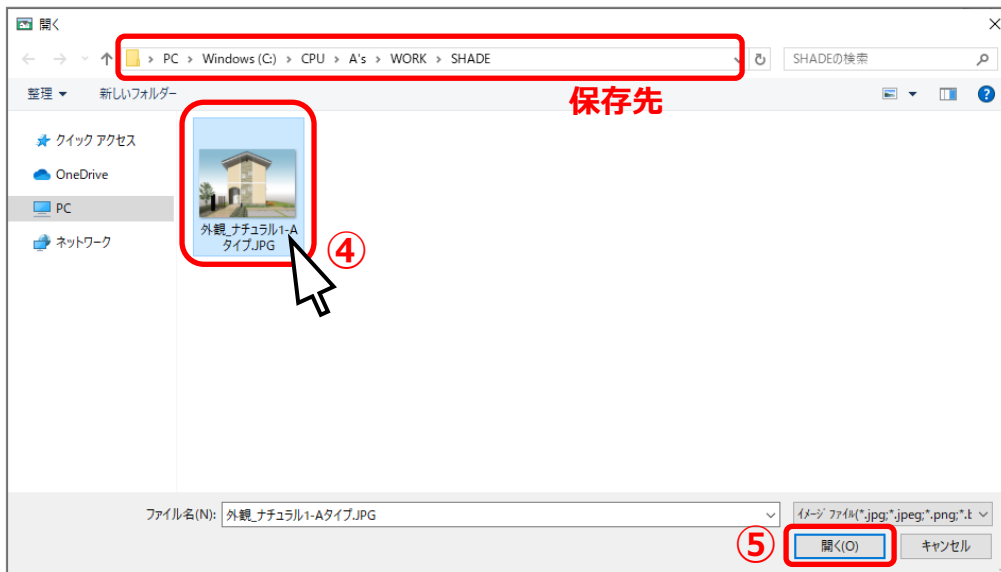 開く
PC › Windows (C:) › CPU › A's › WORK › SHADE
SHADEの検索
整理
新しいフォルダー
保存先
クイック アクセス
OneDrive
PC
ネットワーク
外観_ナチュラル1-A
タイプ.JPG
④
ファイル名(N):
外観_ナチュラル1-Aタイプ.JPG
イメージ ファイル(*.jpg;*.jpeg;*.png;*.t
⑤
開く(O)
キャンセル